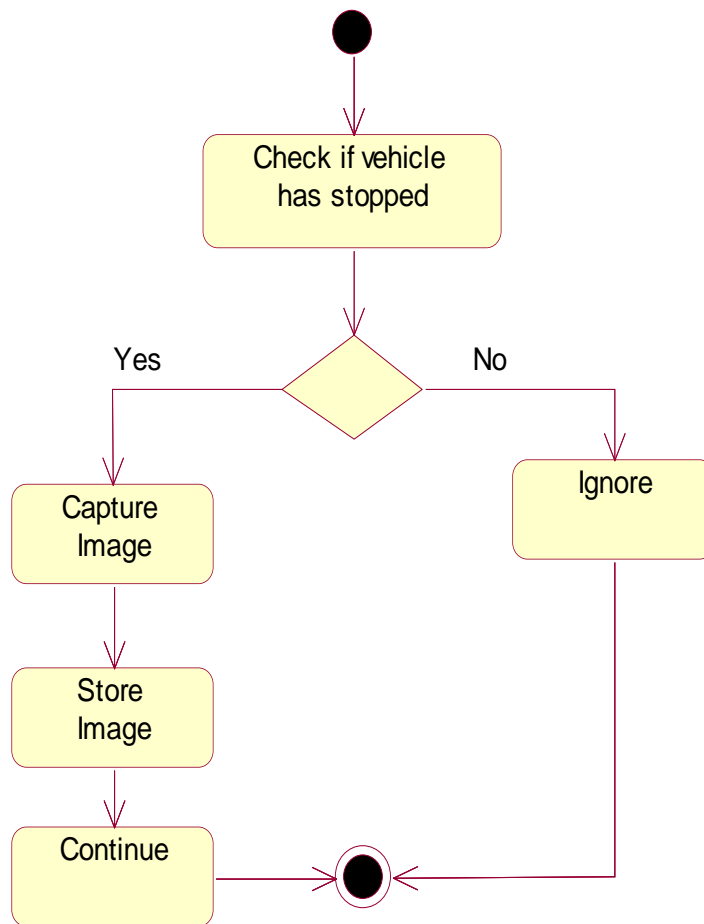 Check if vehicle
has stopped
Yes
No
Capture
Image
Ignore
Store
Image
Continue